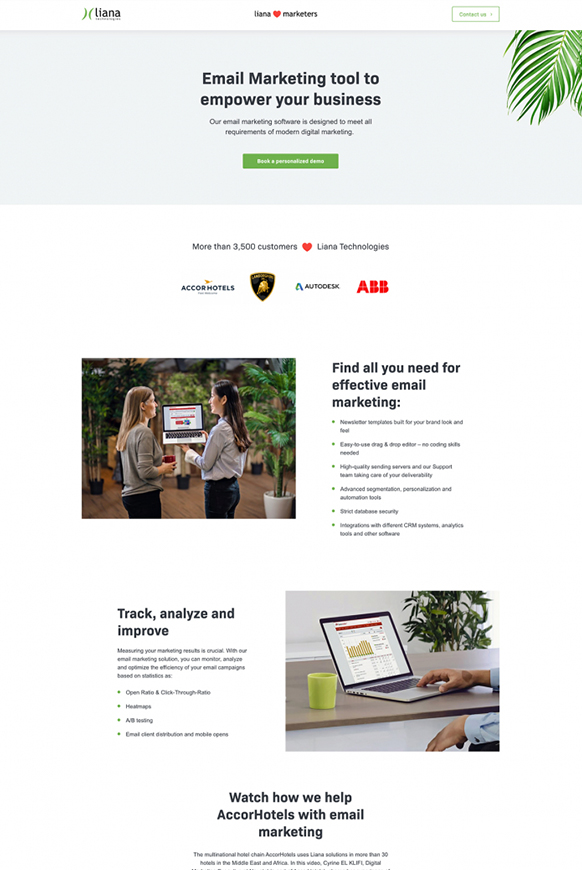 liana
technologies
liana ❤ marketers
Contact us ›
Email Marketing tool to
empower your business
Our email marketing software is designed to meet all
requirements of modern digital marketing.
Book a personalized demo
More than 3,500 customers ❤ Liana Technologies
ACCORHOTELS
LAMBORGHINI
AUTODESK
ABB
Find all you need for
effective email
marketing:
Newsletter templates built for your brand look and
feel
Easy-to-use drag & drop editor – no coding skills
needed
High-quality sending servers and our Support
team taking care of your deliverability
Advanced segmentation, personalization and
automation tools
Strict database security
Integrations with different CRM systems, analytics
tools and other software
Track, analyze and
improve
Measuring your marketing results is crucial. With our
email marketing solution, you can monitor, analyze
and optimize the efficiency of your email campaigns
based on statistics as:
Open Ratio & Click-Through-Ratio
Heatmaps
A/B testing
Email client distribution and mobile opens
Watch how we help
AccorHotels with email
marketing
The multinational hotel chain AccorHotels uses Liana solutions in more than 30
hotels in the Middle East and Africa. In this video, Cyrine EL KLIFI, Digital